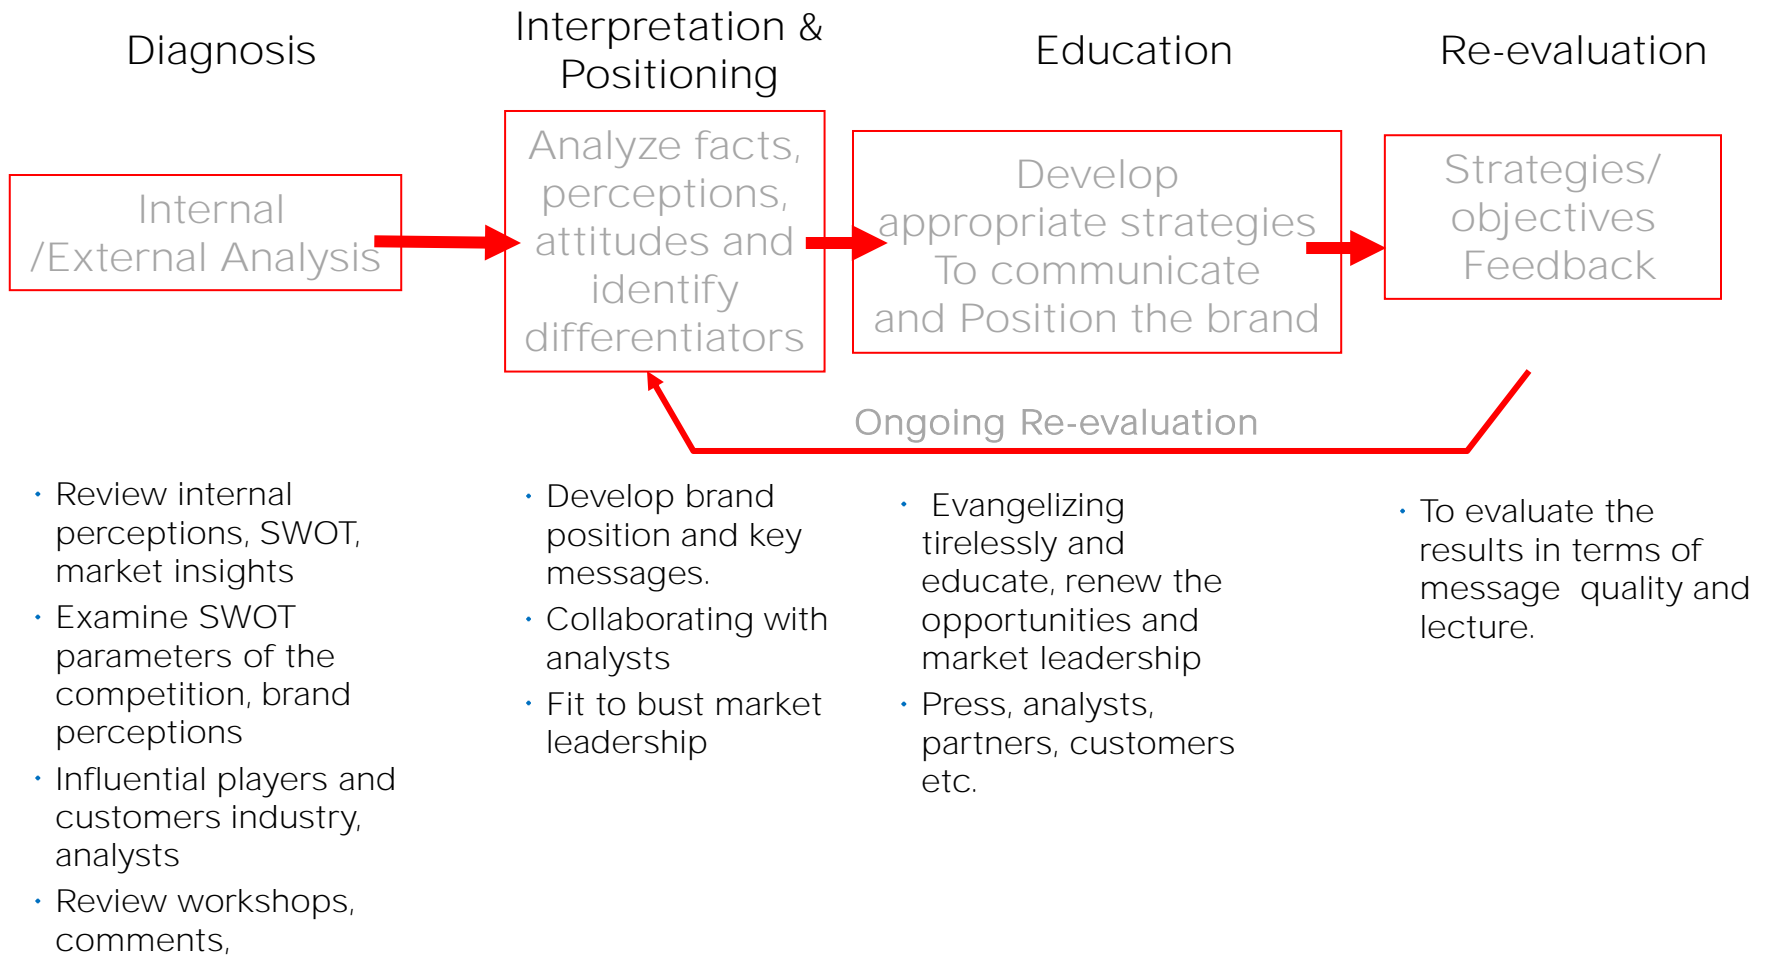 Diagnosis
Interpretation &
Positioning
Education
Re-evaluation
Internal
/External Analysis
Analyze facts,
perceptions,
attitudes and
identify
differentiators
Develop
appropriate strategies
To communicate
and Position the brand
Strategies/
objectives
Feedback
Ongoing Re-evaluation
· Review internal
perceptions, SWOT,
market insights
· Examine SWOT
parameters of the
competition, brand
perceptions
· Influential players and
customers industry,
analysts
· Review workshops,
comments,
· Develop brand
position and key
messages.
· Collaborating with
analysts
· Fit to bust market
leadership
· Evangelizing
tirelessly and
educate, renew the
opportunities and
market leadership
· Press, analysts,
partners, customers
etc.
· To evaluate the
results in terms of
message quality and
lecture.